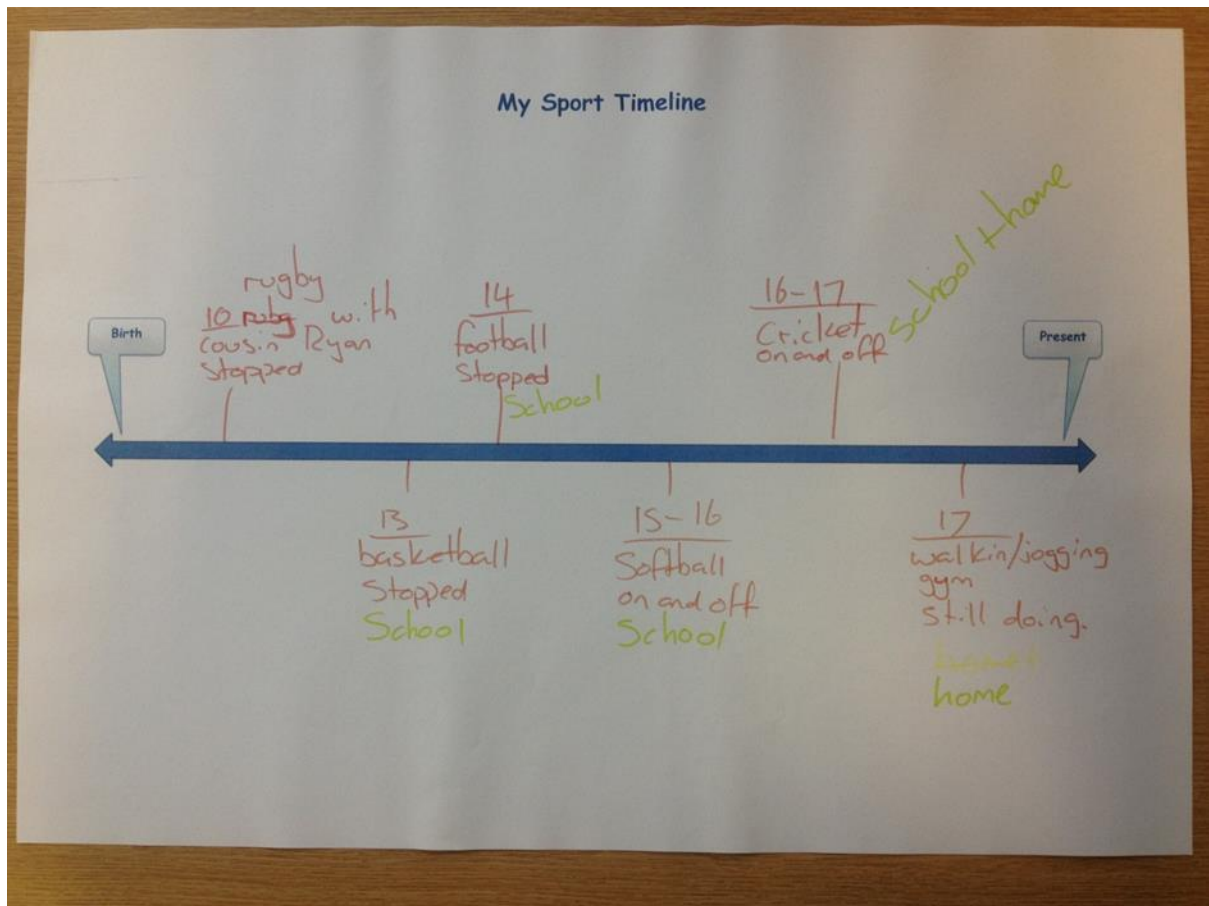 My Sport Timeline
Birth
rugby
10 with
cousin Ryan
Stopped
14
football
Stopped
School
16-17
Cricket
on and off
school + home
Present
13
basketball
Stopped
School
15-16
Softball
on and off
School
17
walkin/jogging
gym
still doing.
home